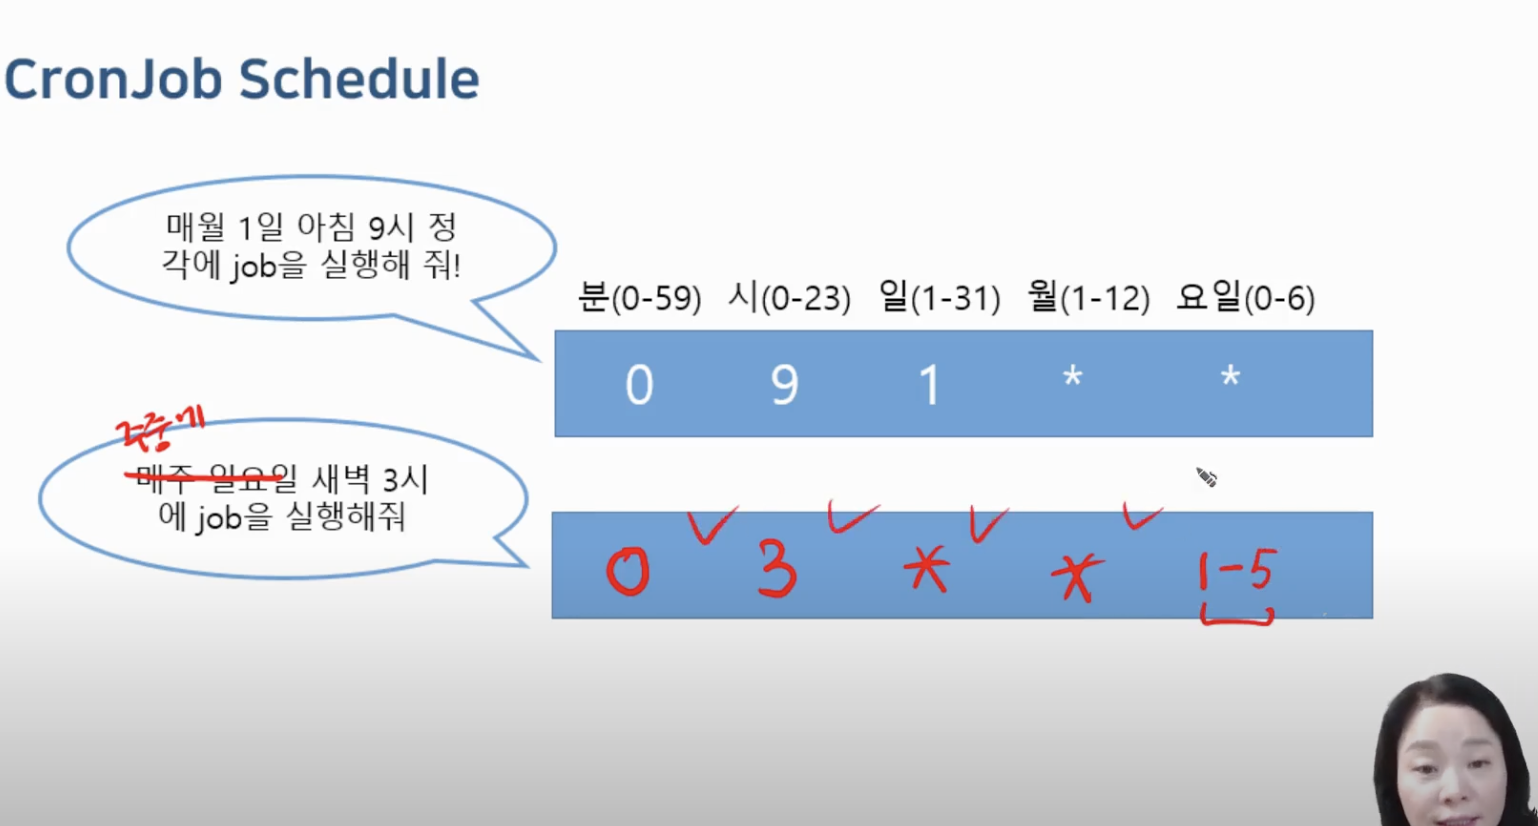 CronJob Schedule
매월 1일 아침 9시 정
각에 job을 실행해 줘!
분(0-59) 시(0-23) 일(1-31) 월(1-12) 요일(0-6)
0 9 1 * *
주중에
매주 일요일 새벽 3시
에 job을 실행해줘
0 3 * * 1-5